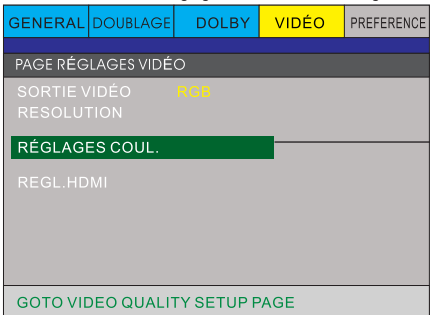 GENERAL DOUBLAGE DOLBY VIDÉO PREFERENCE
PAGE RÉGLAGES VIDÉO
SORTIE VIDÉO RGB
RESOLUTION
RÉGLAGES COUL.
REGL.HDMI
GOTO VIDEO QUALITY SETUP PAGE